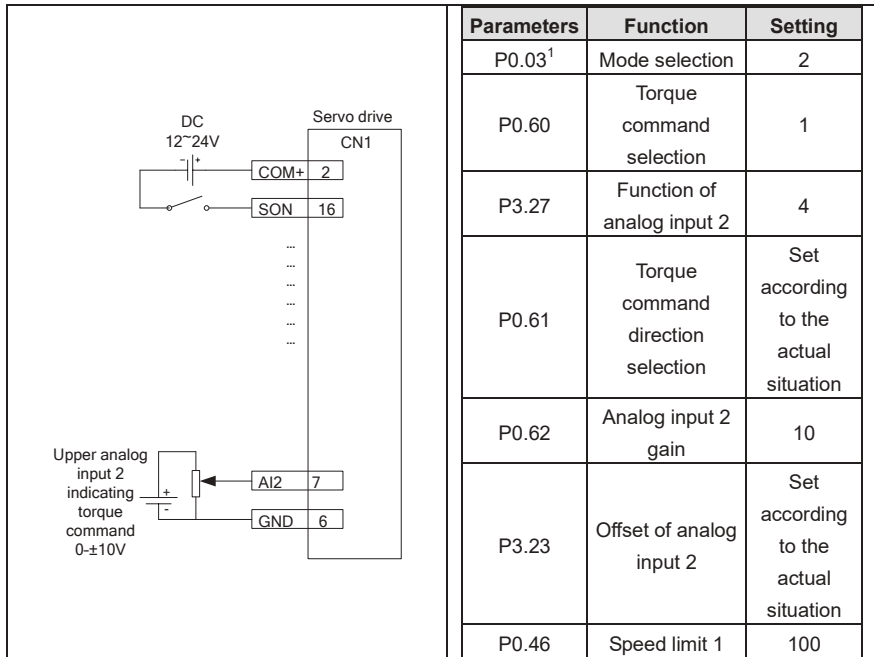 DC
12~24V
- +
Servo drive
CN1
COM+ 2
SON 16
...
...
...
...
...
...
Upper analog
input 2
indicating
torque
command
0-±10V
+
-
AI2 7
GND 6
Parameters Function Setting
P0.03¹ Mode selection 2
P0.60
Torque
command
selection
1
P3.27
Function of
analog input 2
4
P0.61
Torque
command
direction
selection
Set
according
to the
actual
situation
P0.62
Analog input 2
gain
10
P3.23
Offset of analog
input 2
Set
according
to the
actual
situation
P0.46 Speed limit 1 100